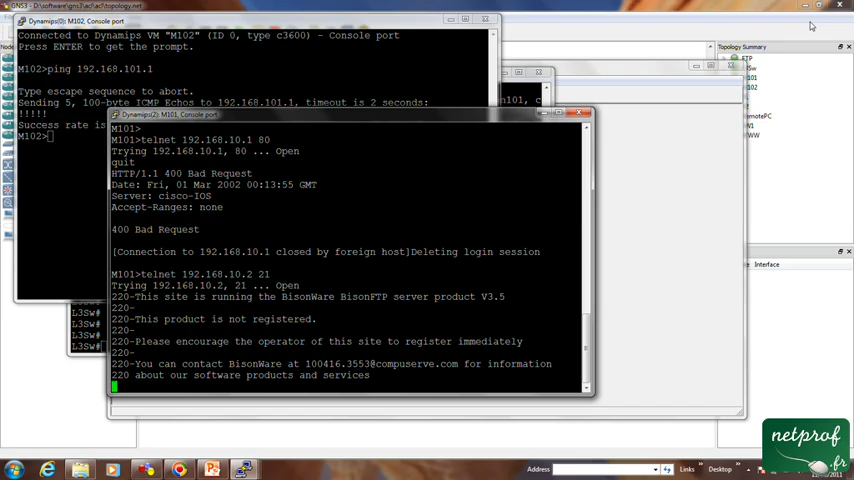 GNS3 - D:\software\gns3\acl\acl\topology.net
Dynamips(0): M102, Console port
Connected to Dynamips VM "M102" (ID 0, type c3600) - Console port
Press ENTER to get the prompt.
M102>ping 192.168.101.1
Type escape sequence to abort.
Sending 5, 100-byte ICMP Echos to 192.168.101.1, timeout is 2 seconds:
!!!!!
Success rate is
M102>
Dynamips(2): M101, Console port
M101>
M101>telnet 192.168.10.1 80
Trying 192.168.10.1, 80 ... Open
quit
HTTP/1.1 400 Bad Request
Date: Fri, 01 Mar 2002 00:13:55 GMT
Server: cisco-IOS
Accept-Ranges: none
400 Bad Request
[Connection to 192.168.10.1 closed by foreign host]Deleting login session
M101>telnet 192.168.10.2 21
Trying 192.168.10.2, 21 ... Open
220-This site is running the BisonWare BisonFTP server product V3.5
220-
220-This product is not registered.
220-
220-Please encourage the operator of this site to register immediately
220-
220-You can contact BisonWare at 100416.3553@compuserve.com for information
220 about our software products and services
L3Sw#
L3Sw#
L3Sw#
L3Sw#
Topology Summary
FTP
Interface
netprof
.fr
Address
Links
Desktop